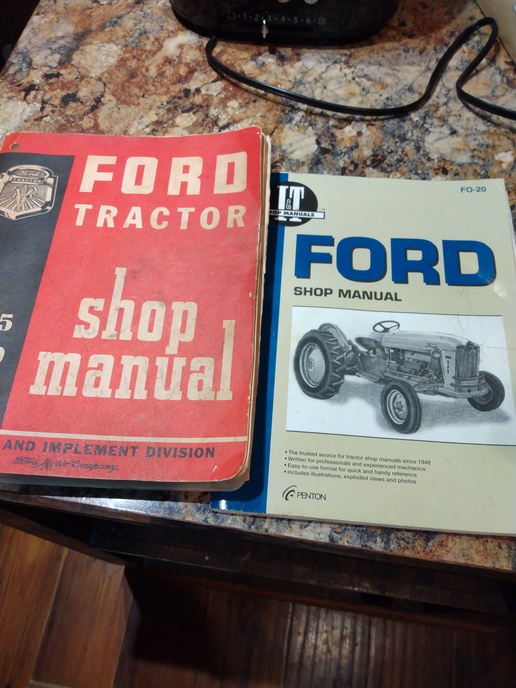 FORD
TRACTOR
shop
manual
AND IMPLEMENT DIVISION
Ford Motor Company,
5
FORD
I&T
SHOP MANUALS
FO-20
FORD
SHOP MANUAL
• The trusted source for tractor shop manuals since 1948
• Written for professionals and experienced mechanics
• Easy-to-use format for quick and handy reference
• Includes illustrations, exploded views and photos
PENTON